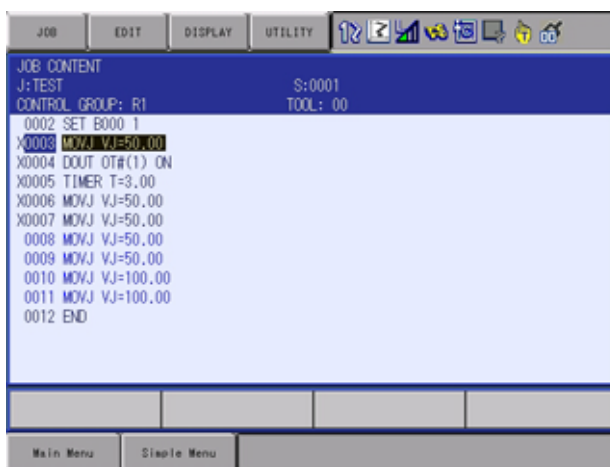 JOB EDIT DISPLAY UTILITY
JOB CONTENT
J:TEST S:0001
CONTROL GROUP: R1 TOOL: 00
0002 SET B000 1
X0003 MOVJ VJ=50.00
X0004 DOUT OT#(1) ON
X0005 TIMER T=3.00
X0006 MOVJ VJ=50.00
X0007 MOVJ VJ=50.00
0008 MOVJ VJ=50.00
0009 MOVJ VJ=50.00
0010 MOVJ VJ=100.00
0011 MOVJ VJ=100.00
0012 END
Main Menu Simple Menu